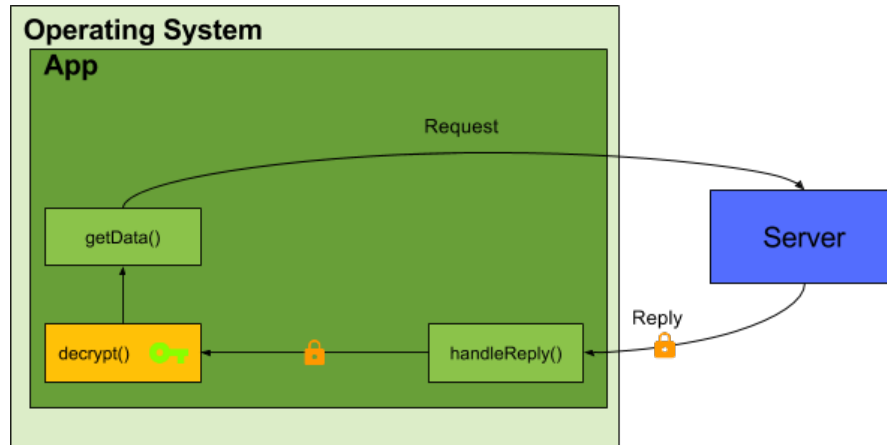 Operating System
App
Request
getData()
Server
Reply
decrypt()
handleReply()